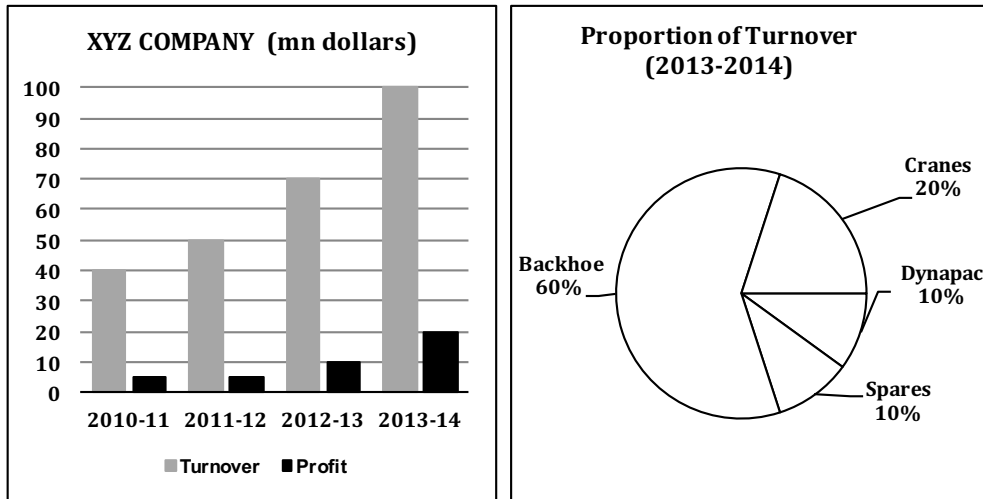 XYZ COMPANY (mn dollars)
100
90
80
70
60
50
40
30
20
10
0
2010-11 2011-12 2012-13 2013-14
Turnover Profit
Proportion of Turnover
(2013-2014)
Cranes
20%
Backhoe
60%
Dynapac
10%
Spares
10%